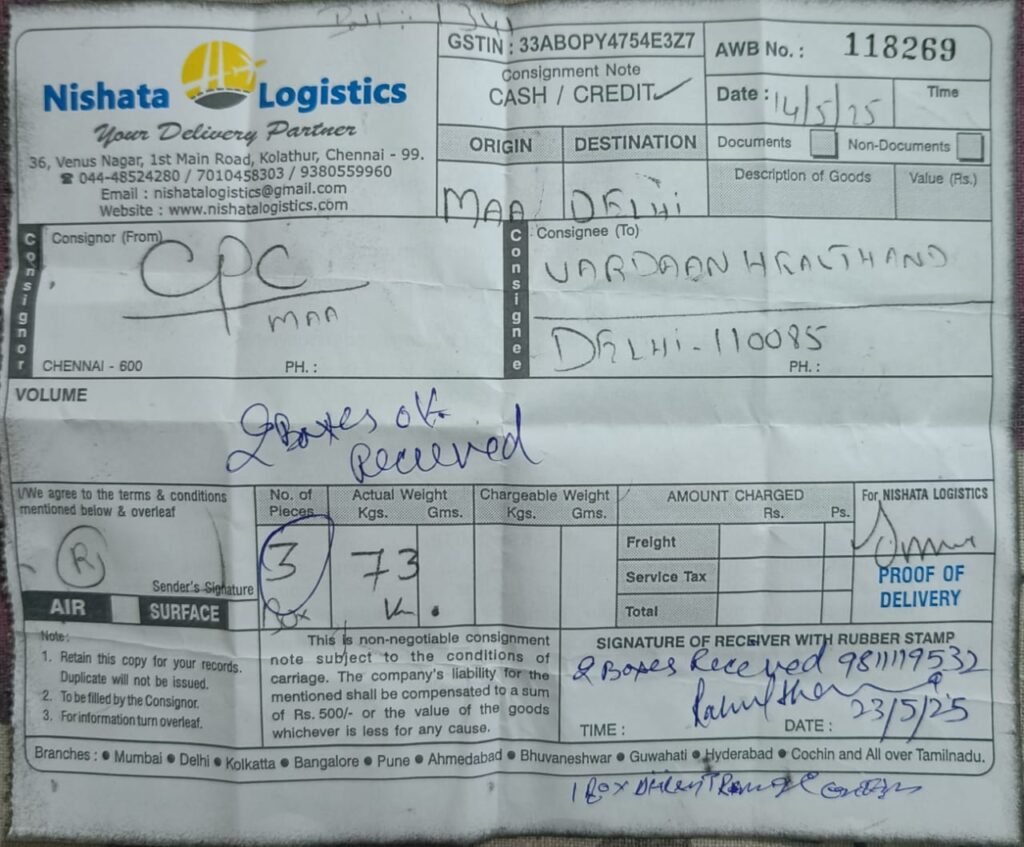 1341
Nishata Logistics
Your Delivery Partner
36, Venus Nagar, 1st Main Road, Kolathur, Chennai - 99.
☎ 044-48524280 / 7010458303 / 9380559960
Email : nishatalogistics@gmail.com
Website : www.nishatalogistics.com
GSTIN : 33ABOPY4754E3Z7
Consignment Note
CASH / CREDIT ✓
AWB No. : 118269
Date : 14/5/25 Time
ORIGIN DESTINATION
MAA DELHi
Documents Non-Documents
Description of Goods Value (Rs.)
Consignor
Consignor (From)
CPC
MAA
CHENNAI - 600 PH. :
Consignee
Consignee (To)
VARDAAN HEALTHAND
DELHI - 110085
PH. :
VOLUME
2 Boxes ok
Received
I/We agree to the terms & conditions
mentioned below & overleaf
R
Sender's Signature
AIR SURFACE
No. of Pieces
3
Box
Actual Weight
Kgs. Gms.
73
Chargeable Weight
Kgs. Gms.
AMOUNT CHARGED
Rs. Ps.
Freight
Service Tax
Total
For NISHATA LOGISTICS
PROOF OF
DELIVERY
Note :
1. Retain this copy for your records.
Duplicate will not be issued.
2. To be filled by the Consignor.
3. For information turn overleaf.
This is non-negotiable consignment
note subject to the conditions of
carriage. The company's liability for the
mentioned shall be compensated to a sum
of Rs. 500/- or the value of the goods
whichever is less for any cause.
SIGNATURE OF RECEIVER WITH RUBBER STAMP
2 Boxes Received 9811119532
TIME : DATE : 23/5/25
Branches : ● Mumbai ● Delhi ● Kolkatta ● Bangalore ● Pune ● Ahmedabad ● Bhuvaneshwar ● Guwahati ● Hyderabad ● Cochin and All over Tamilnadu.
1 Box